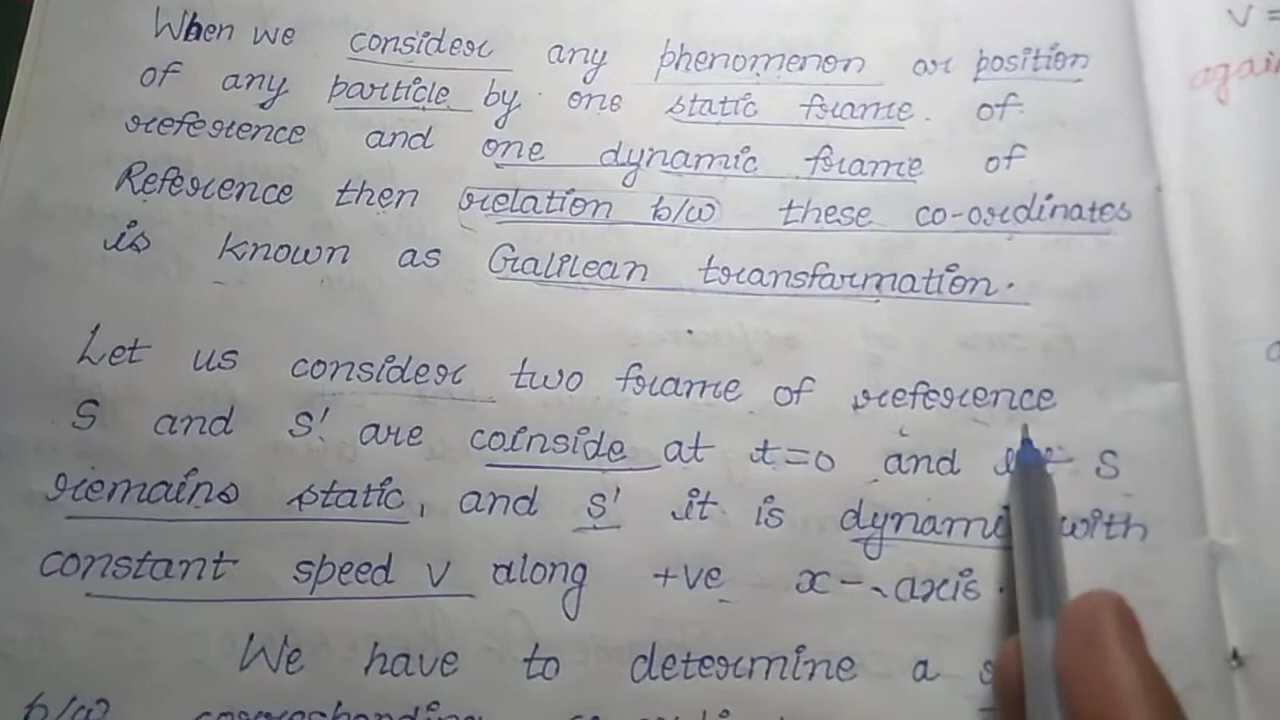 When we consider any phenomenon or position
of any particle by one static frame. of
reference and one dynamic frame of
Reference then relation b/w these co-ordinates
is known as Galilean transformation.
Let us consider two frame of reference
S and S' are coinside at t=0 and S
remains static, and S' it is dynami with
constant speed v along +ve x-axis.
We have to determine a
b/w
V =
again